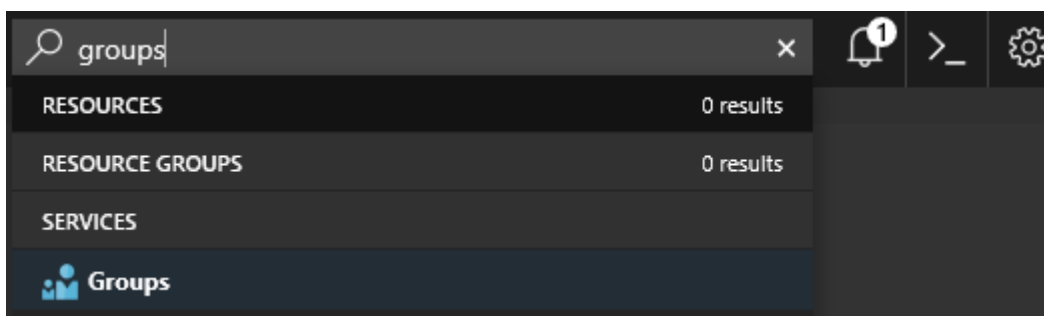 groups
1
>_
RESOURCES 0 results
RESOURCE GROUPS 0 results
SERVICES
Groups